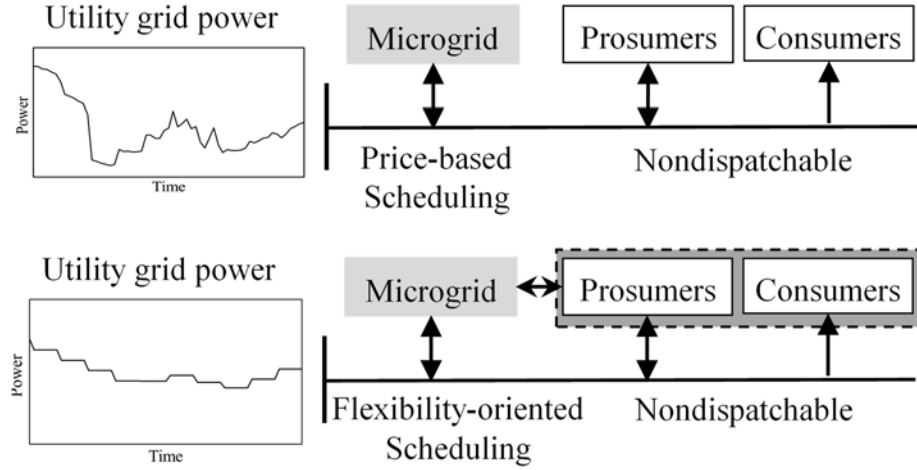 Utility grid power
Power
Time
Microgrid
Prosumers
Consumers
Price-based
Scheduling
Nondispatchable
Utility grid power
Power
Time
Microgrid
Prosumers
Consumers
Flexibility-oriented
Scheduling
Nondispatchable